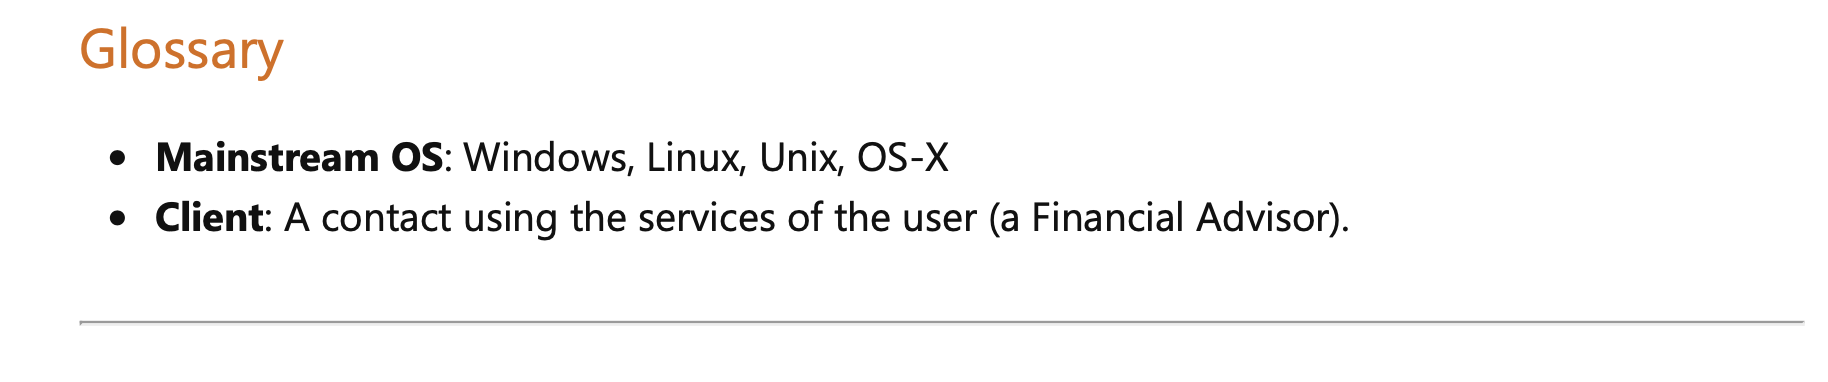 Glossary
• Mainstream OS: Windows, Linux, Unix, OS-X
• Client: A contact using the services of the user (a Financial Advisor).